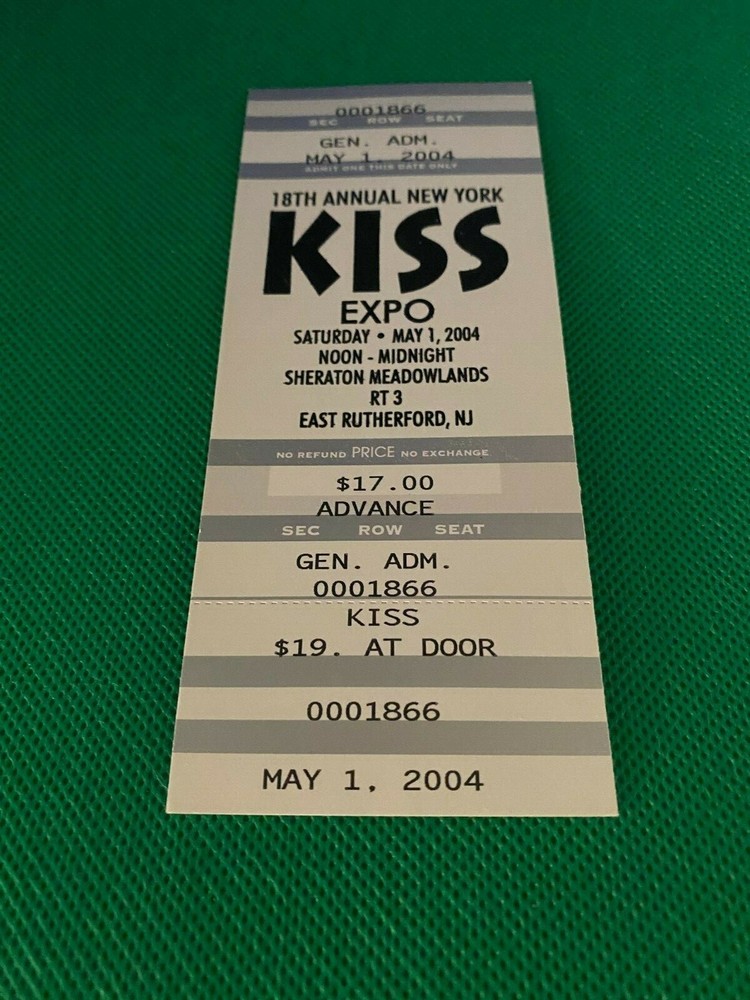 0001866
SEC ROW SEAT
GEN. ADM.
MAY 1, 2004
ADMIT ONE THIS DATE ONLY
18TH ANNUAL NEW YORK
KISS
EXPO
SATURDAY • MAY 1, 2004
NOON - MIDNIGHT
SHERATON MEADOWLANDS
RT 3
EAST RUTHERFORD, NJ
NO REFUND PRICE NO EXCHANGE
$17.00
ADVANCE
SEC ROW SEAT
GEN. ADM.
0001866
KISS
$19. AT DOOR
0001866
MAY 1, 2004